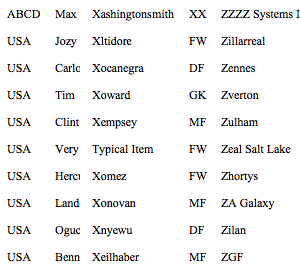 ABCD Max Xashingtonsmith XX ZZZZ Systems I
USA Jozy Xltidore FW Zillarreal
USA Carlc Xocanegra DF Zennes
USA Tim Xoward GK Zverton
USA Clint Xempsey MF Zulham
USA Very Typical Item FW Zeal Salt Lake
USA Hercu Xomez FW Zhortys
USA Land Xonovan MF ZA Galaxy
USA Oguc Xnyewu DF Zilan
USA Benn Xeilhaber MF ZGF